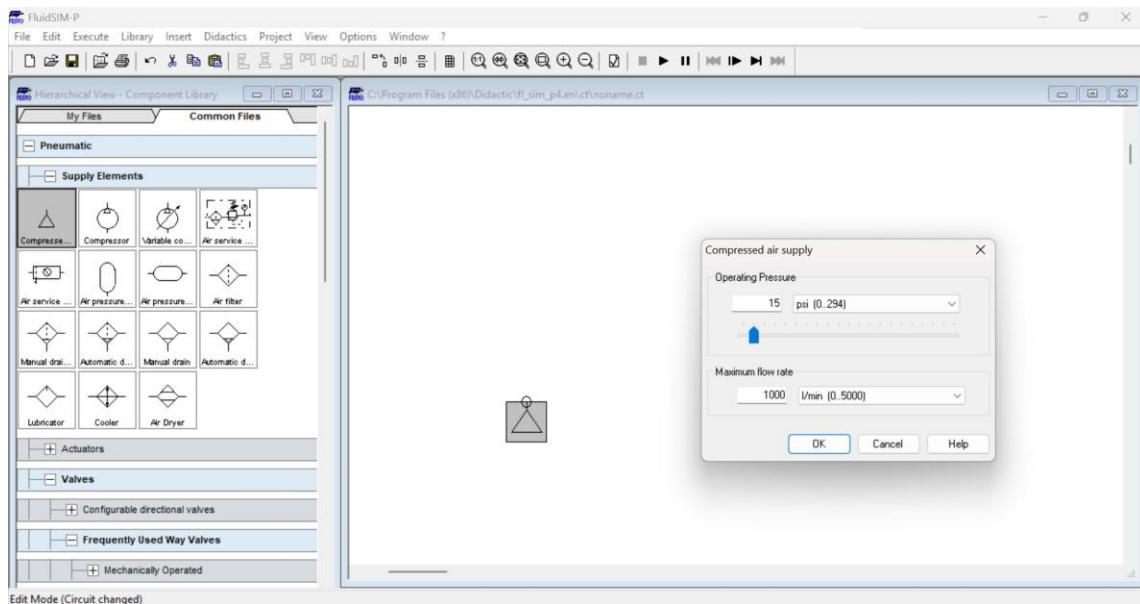 FluidSIM-P
File Edit Execute Library Insert Didactics Project View Options Window ?
Hierarchical View - Component Library
My Files Common Files
Pneumatic
Supply Elements
Compresse... Compressor Variable co... Air service ...
Air service ... Air pressure... Air pressure... Air filter
Manual drai... Automatic d... Manual drain Automatic d...
Lubricator Cooler Air Dryer
Actuators
Valves
Configurable directional valves
Frequently Used Way Valves
Mechanically Operated
C:\Program Files (x86)\Didactic\fl_sim_p4.en\ct\noname.ct
Compressed air supply
Operating Pressure
15 psi (0..294)
Maximum flow rate
1000 l/min (0..5000)
OK Cancel Help
Edit Mode (Circuit changed)